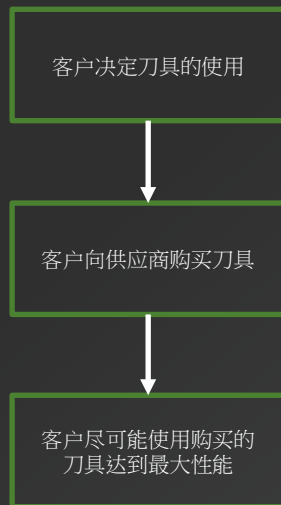 客户决定刀具的使用
客户向供应商购买刀具
客户尽可能使用购买的
刀具达到最大性能